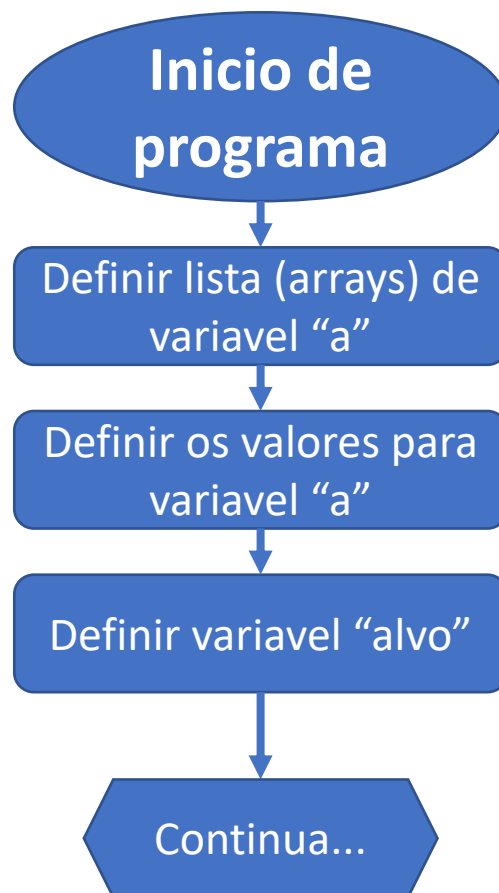 Inicio de
programa
Definir lista (arrays) de
variavel “a”
Definir os valores para
variavel “a”
Definir variavel “alvo”
Continua...